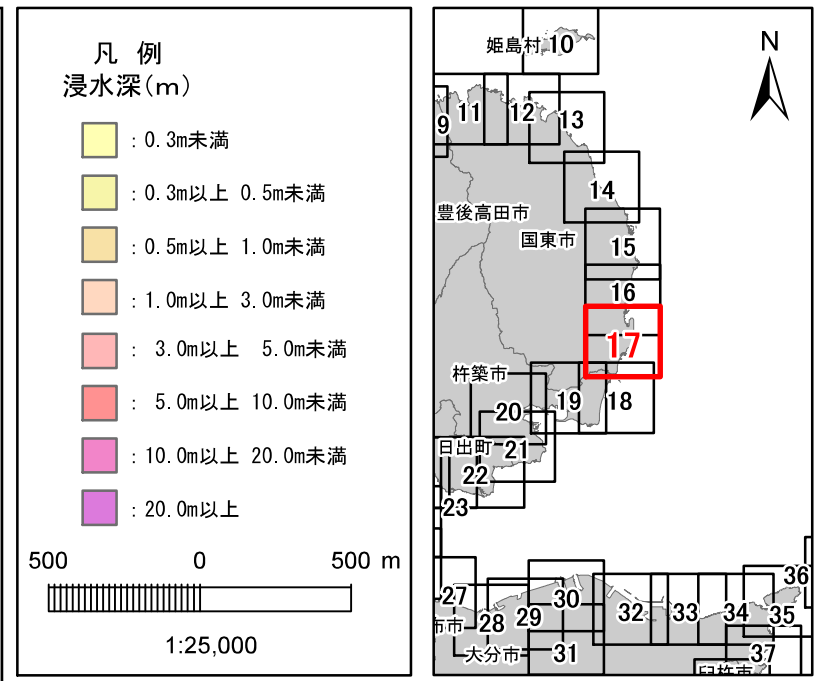 凡 例
浸水深(m)
: 0.3m未満
: 0.3m以上 0.5m未満
: 0.5m以上 1.0m未満
: 1.0m以上 3.0m未満
: 3.0m以上 5.0m未満
: 5.0m以上 10.0m未満
: 10.0m以上 20.0m未満
: 20.0m以上
500 0 500 m
1:25,000
姫島村 10
N
9 11 12 13
14
豊後高田市
国東市
15
16
17
杵築市
19 18
20
日出町 21
22
23
27 28 29 30 32 33 34 35 36
市市
大分市 31
37
臼杵市